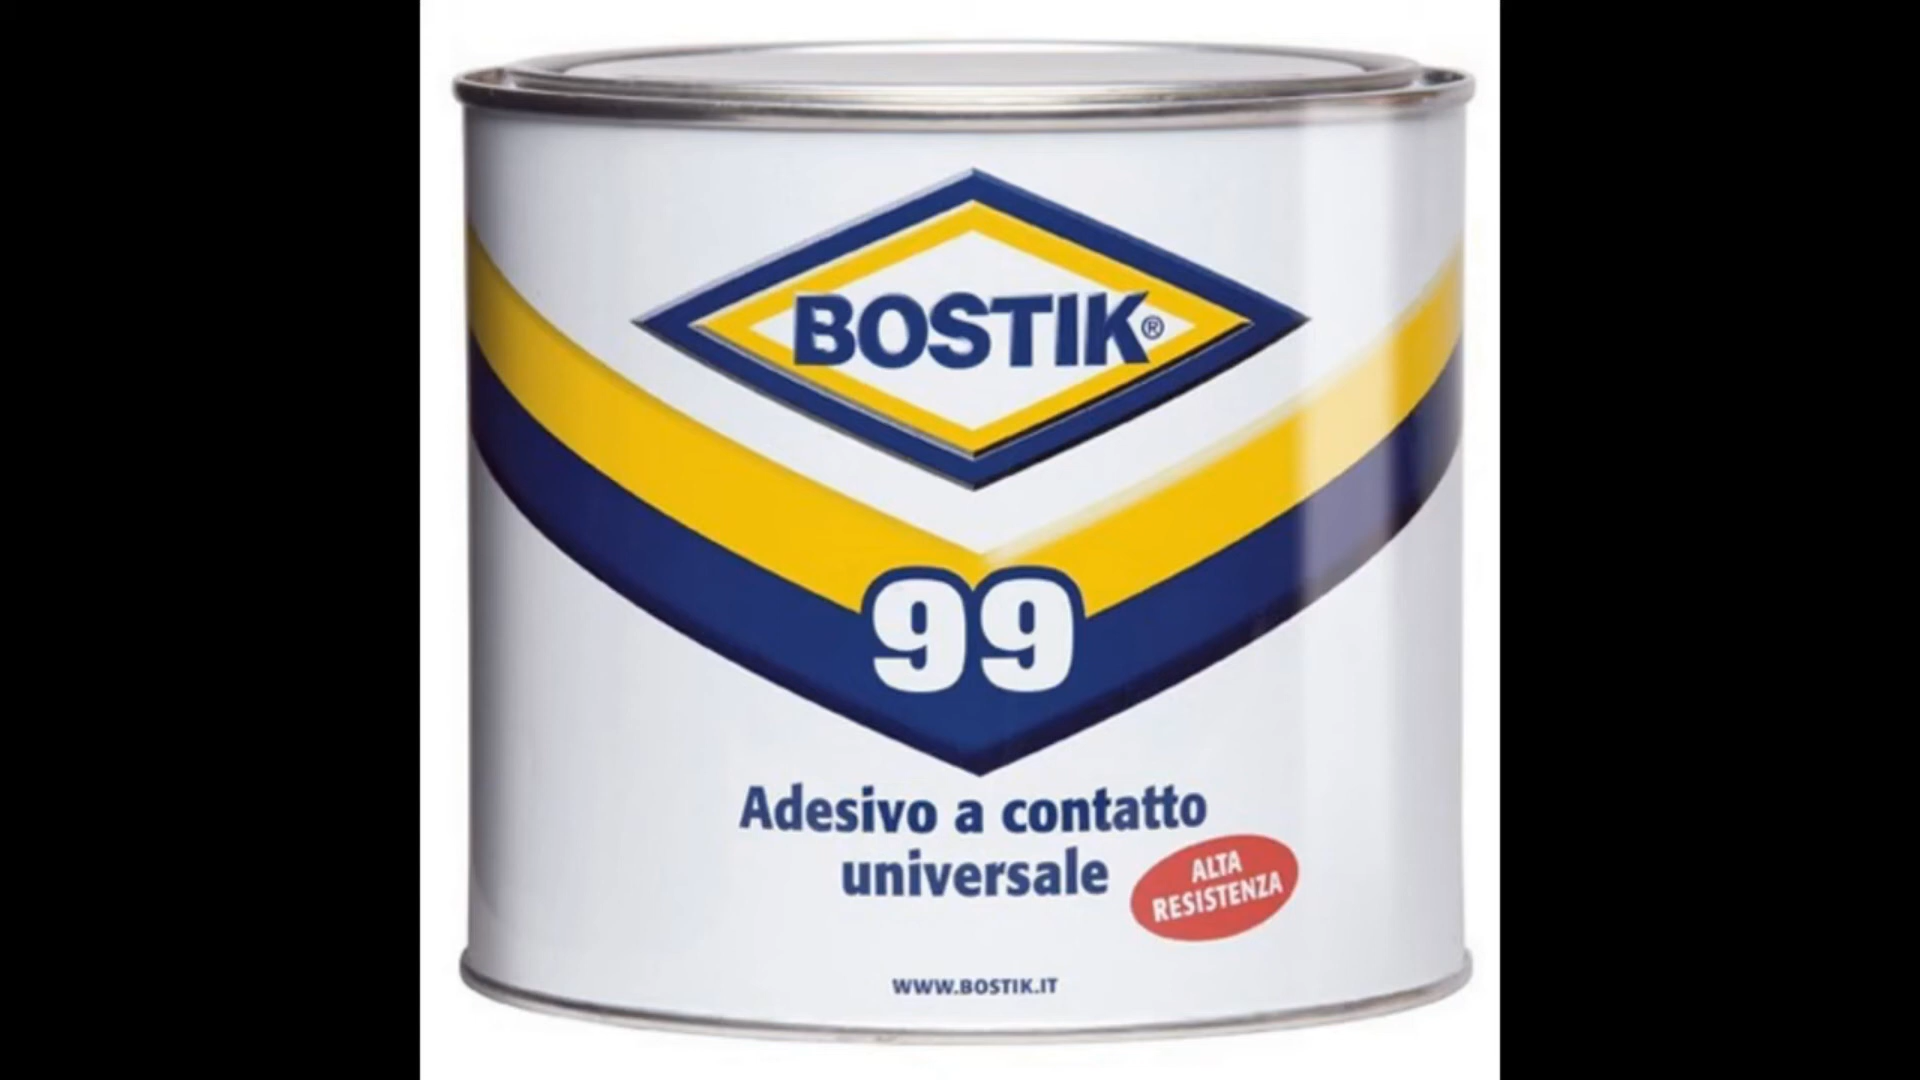 BOSTIK®
99
Adesivo a contatto
universale
ALTA
RESISTENZA
WWW.BOSTIK.IT